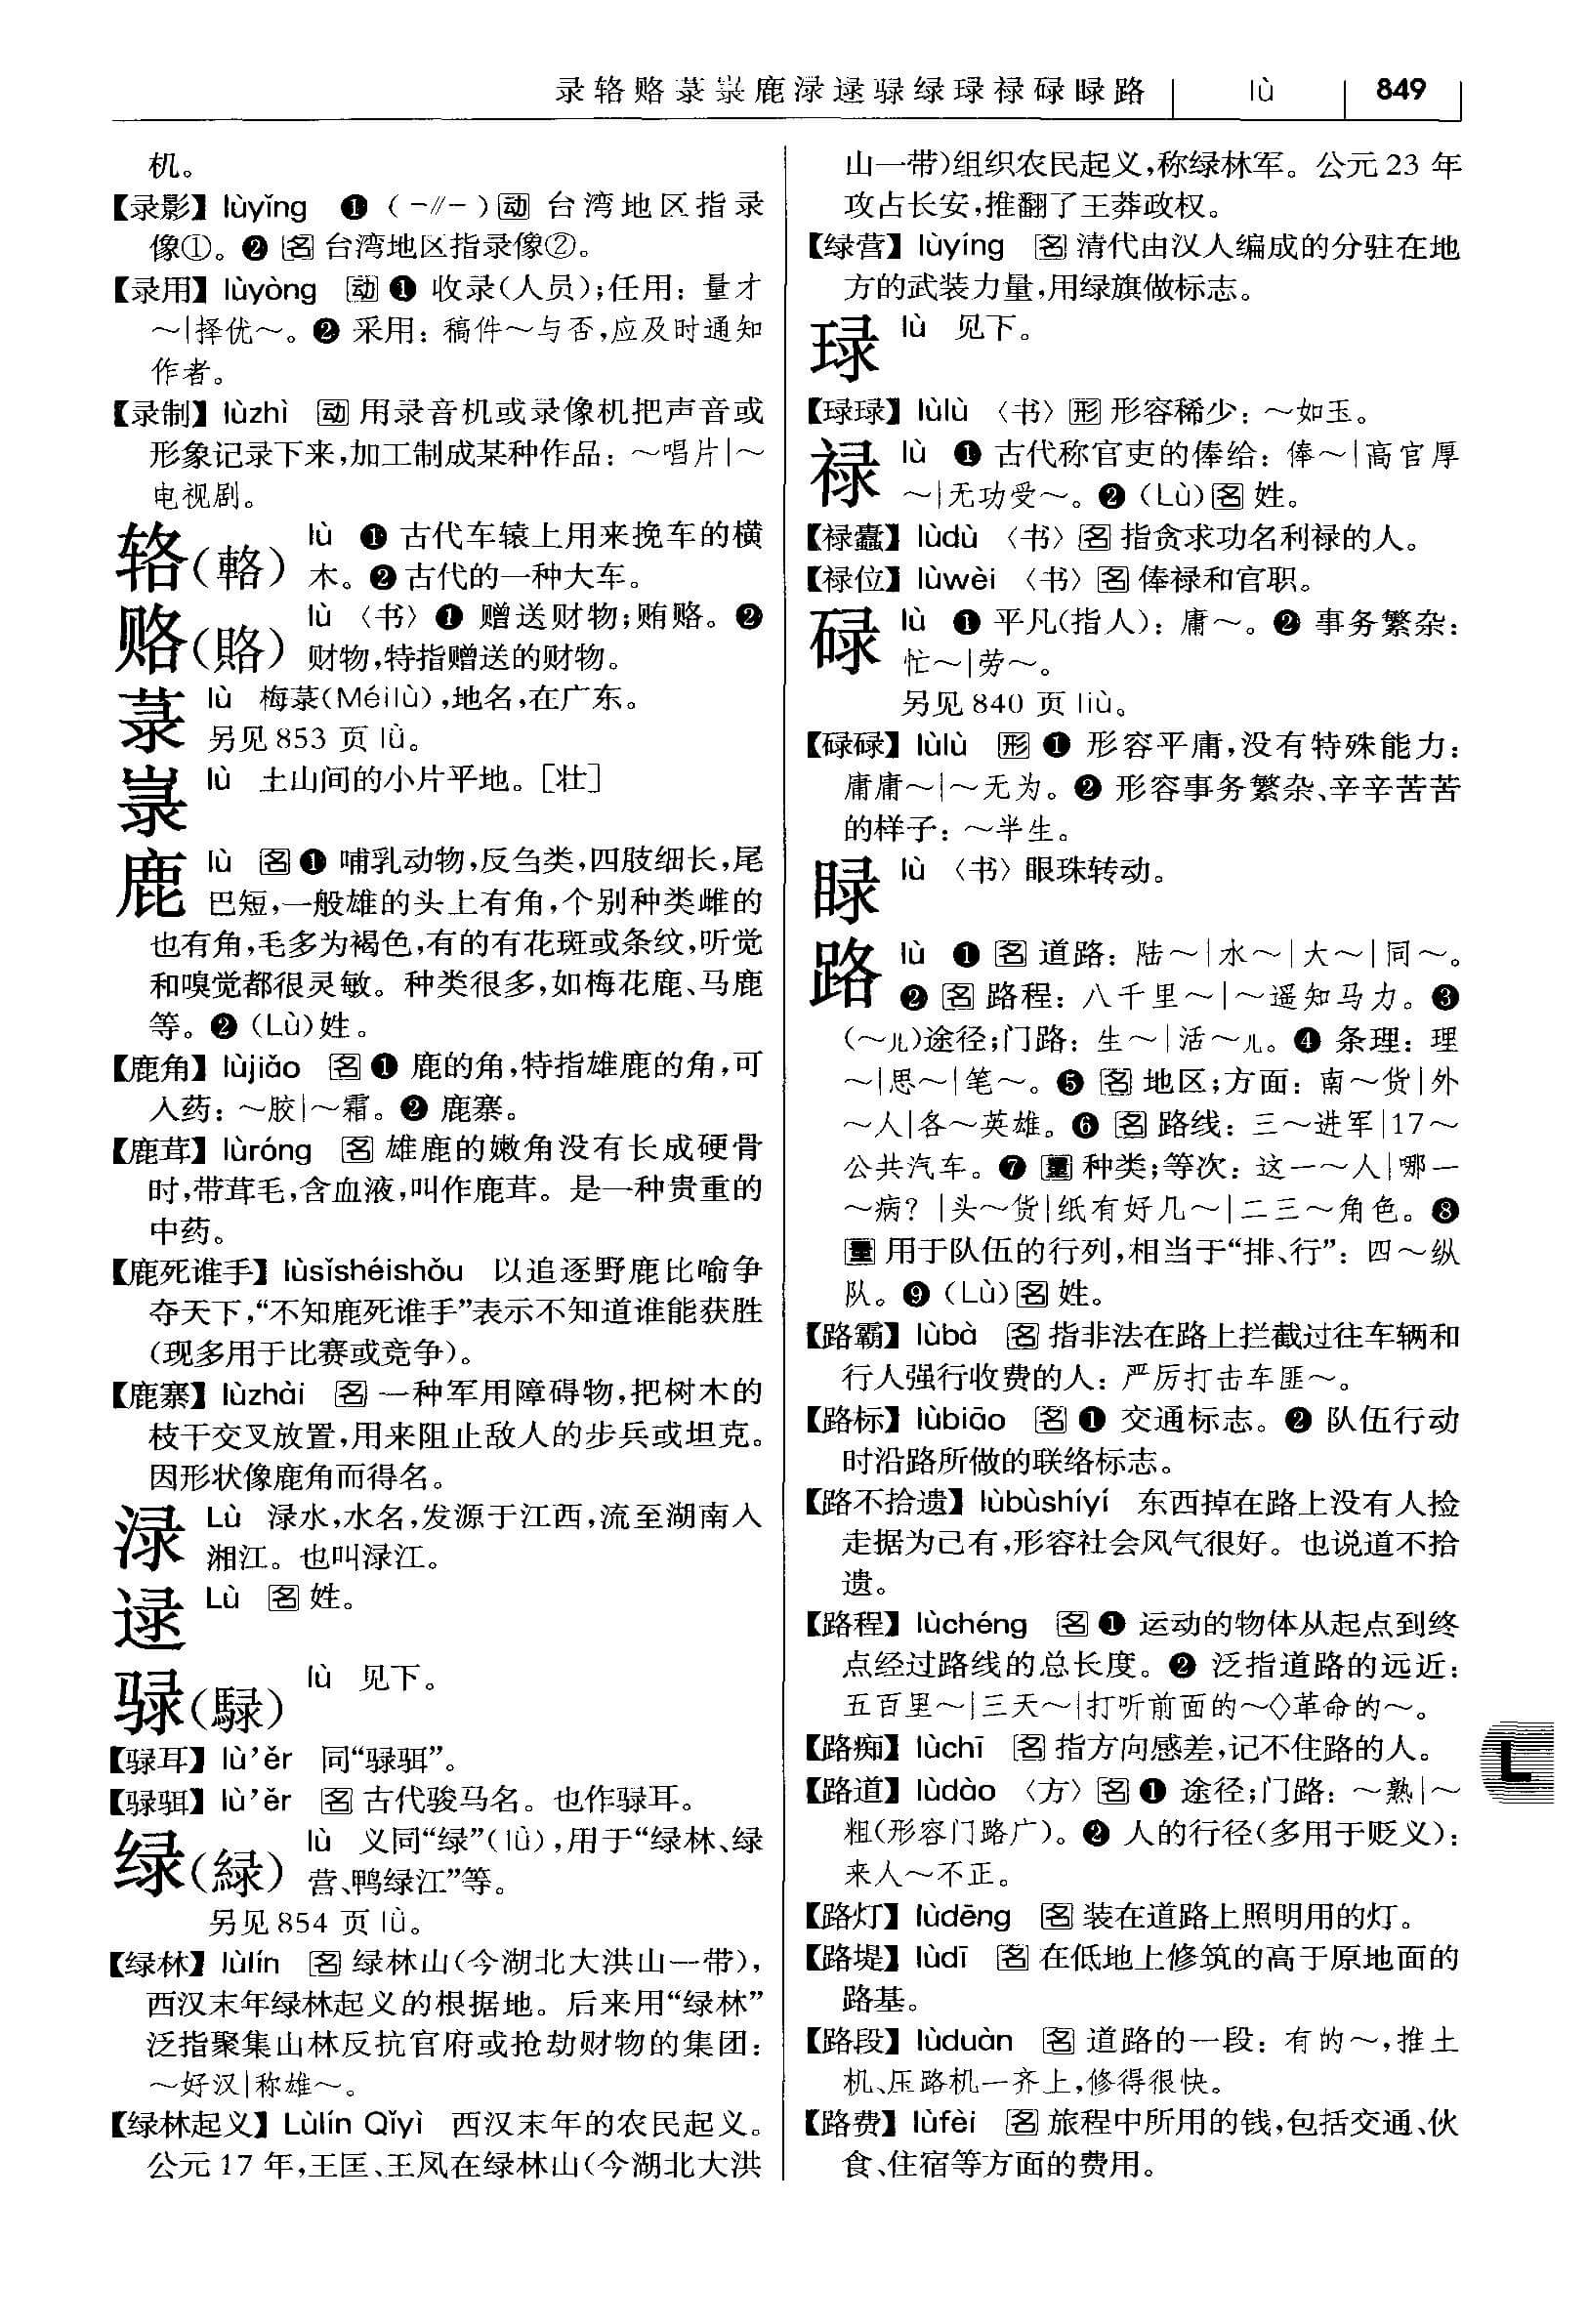 录辂赂菉㟤鹿渌逯骒绿琭禄碌睩路 lù 849
机。
【录影】lùyǐng ❶（-∥-）动 台湾地区指录
像①。❷ 名 台湾地区指录像②。
【录用】lùyòng 动 ❶ 收录（人员）；任用：量才
～|择优～。❷ 采用：稿件～与否，应及时通知
作者。
【录制】lùzhì 动 用录音机或录像机把声音或
形象记录下来，加工制成某种作品：～唱片|～
电视剧。
辂（輅） lù ❶ 古代车辕上用来挽车的横
木。❷ 古代的一种大车。
赂（賂） lù 〈书〉❶ 赠送财物；贿赂。❷
财物，特指赠送的财物。
菉 lù 梅菉（Méilù），地名，在广东。
另见 853 页 lǜ。
lù 土山间的小片平地。［壮］
鹿 lù 名 ❶ 哺乳动物，反刍类，四肢细长，尾
巴短，一般雄的头上有角，个别种类雌的
也有角，毛多为褐色，有的有花斑或条纹，听觉
和嗅觉都很灵敏。种类很多，如梅花鹿、马鹿
等。❷（Lù）姓。
【鹿角】lùjiǎo 名 ❶ 鹿的角，特指雄鹿的角，可
入药：～胶|～霜。❷ 鹿寨。
【鹿茸】lùróng 名 雄鹿的嫩角没有长成硬骨
时，带茸毛，含血液，叫作鹿茸。是一种贵重的
中药。
【鹿死谁手】lùsǐshéishǒu 以追逐野鹿比喻争
夺天下，“不知鹿死谁手”表示不知道谁能获胜
（现多用于比赛或竞争）。
【鹿寨】lùzhài 名 一种军用障碍物，把树木的
枝干交叉放置，用来阻止敌人的步兵或坦克。
因形状像鹿角而得名。
渌 Lù 渌水，水名，发源于江西，流至湖南入
湘江。也叫渌江。
逯 Lù 名 姓。
𫘧（騄） lù 见下。
【𫘧耳】lù’ěr 同“𫘧駬”。
【𫘧駬】lù’ěr 名 古代骏马名。也作𫘧耳。
绿（緑） lù 义同“绿”（lǜ），用于“绿林、绿
营、鸭绿江”等。
另见 854 页 lǜ。
【绿林】lùlín 名 绿林山（今湖北大洪山一带），
西汉末年绿林起义的根据地。后来用“绿林”
泛指聚集山林反抗官府或抢劫财物的集团：
～好汉|称雄～。
【绿林起义】Lùlín Qǐyì 西汉末年的农民起义。
公元 17 年，王匡、王凤在绿林山（今湖北大洪
山一带）组织农民起义，称绿林军。公元 23 年
攻占长安，推翻了王莽政权。
【绿营】lùyíng 名 清代由汉人编成的分驻在地
方的武装力量，用绿旗做标志。
琭 lù 见下。
【琭琭】lùlù 〈书〉形 形容稀少：～如玉。
禄 lù ❶ 古代称官吏的俸给：俸～|高官厚
～|无功受～。❷（Lù）名 姓。
【禄蠹】lùdù 〈书〉名 指贪求功名利禄的人。
【禄位】lùwèi 〈书〉名 俸禄和官职。
碌 lù ❶ 平凡（指人）：庸～。❷ 事务繁杂：
忙～|劳～。
另见 840 页 liù。
【碌碌】lùlù 形 ❶ 形容平庸，没有特殊能力：
庸庸～|～无为。❷ 形容事务繁杂、辛辛苦苦
的样子：～半生。
睩 lù 〈书〉眼珠转动。
路 lù ❶ 名 道路：陆～|水～|大～|同～。
❷ 名 路程：八千里～|～遥知马力。❸
（～儿）途径；门路：生～|活～儿。❹ 条理：理
～|思～|笔～。❺ 名 地区；方面：南～货|外
～人|各～英雄。❻ 名 路线：三～进军|17～
公共汽车。❼ 量 种类；等次：这一～人|哪一
～病？|头～货|纸有好几～|二三～角色。❽
量 用于队伍的行列，相当于“排、行”：四～纵
队。❾（Lù）名 姓。
【路霸】lùbà 名 指非法在路上拦截过往车辆和
行人强行收费的人：严厉打击车匪～。
【路标】lùbiāo 名 ❶ 交通标志。❷ 队伍行动
时沿路所做的联络标志。
【路不拾遗】lùbùshíyí 东西掉在路上没有人捡
走据为己有，形容社会风气很好。也说道不拾
遗。
【路程】lùchéng 名 ❶ 运动的物体从起点到终
点经过路线的总长度。❷ 泛指道路的远近：
五百里～|三天～|打听前面的～◇革命的～。
【路痴】lùchī 名 指方向感差，记不住路的人。
【路道】lùdào 〈方〉名 ❶ 途径；门路：～熟|～
粗（形容门路广）。❷ 人的行径（多用于贬义）：
来人～不正。
【路灯】lùdēng 名 装在道路上照明用的灯。
【路堤】lùdī 名 在低地上修筑的高于原地面的
路基。
【路段】lùduàn 名 道路的一段：有的～，推土
机、压路机一齐上，修得很快。
【路费】lùfèi 名 旅程中所用的钱，包括交通、伙
食、住宿等方面的费用。
L